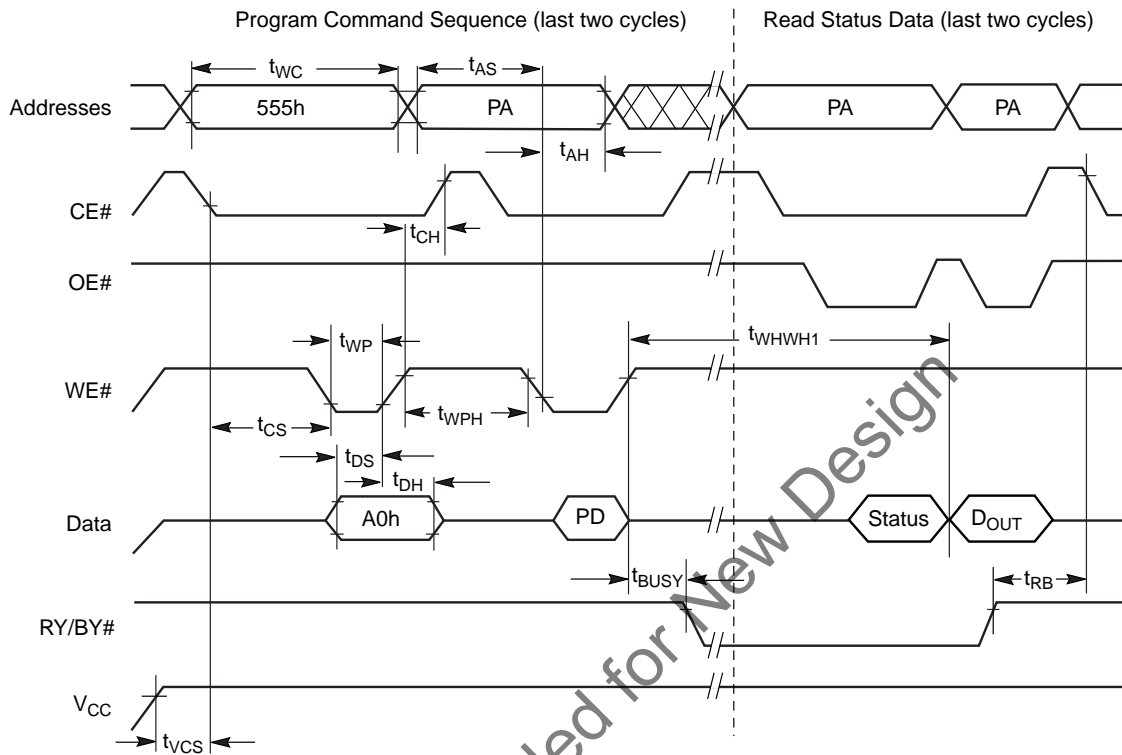 Program Command Sequence (last two cycles) Read Status Data (last two cycles)
tWC tAS
Addresses 555h PA PA PA
tAH
CE#
tCH
OE#
tWP tWHWH1
WE#
tCS tWPH
tDS
tDH
Data A0h PD Status DOUT
tBUSY tRB
RY/BY#
VCC
tVCS
ed for New Design